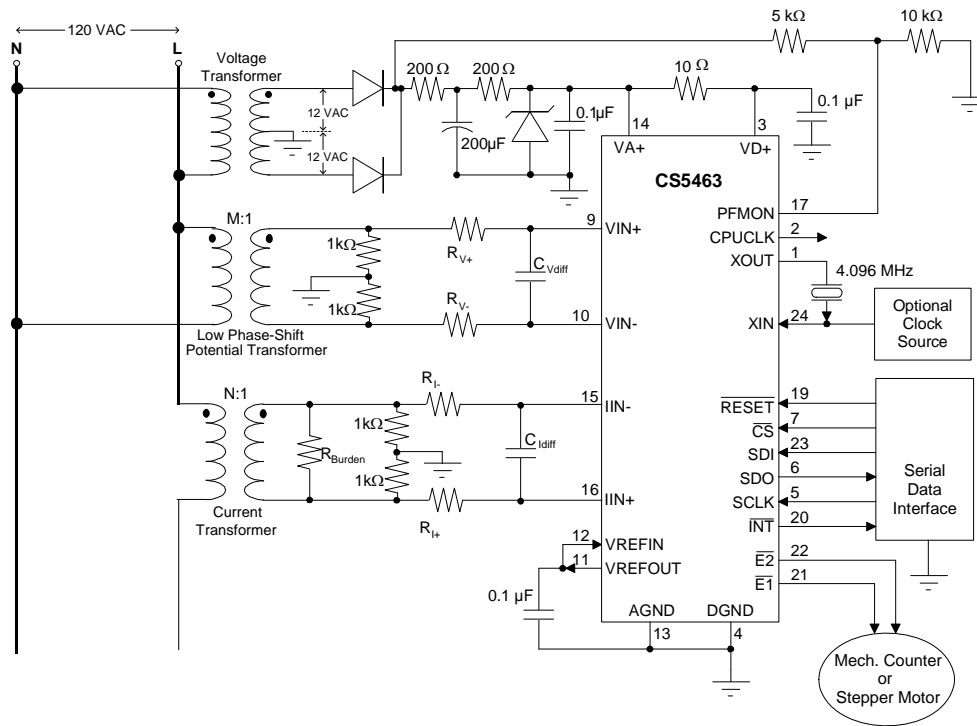 120 VAC
N
L
Voltage
Transformer
12 VAC
12 VAC
200 Ω
200 Ω
200µF
0.1µF
10 Ω
5 kΩ
10 kΩ
0.1 µF
14
VA+
3
VD+
CS5463
PFMON
17
CPUCLK
2
XOUT
1
4.096 MHz
XIN
24
Optional
Clock
Source
M:1
1kΩ
1kΩ
RV+
RV-
CVdiff
9
VIN+
10
VIN-
Low Phase-Shift
Potential Transformer
N:1
RBurden
1kΩ
1kΩ
RI-
RI+
CIdiff
15
IIN-
16
IIN+
Current
Transformer
12
VREFIN
11
VREFOUT
0.1 µF
RESET
19
CS
7
SDI
23
SDO
6
SCLK
5
INT
20
Serial
Data
Interface
E2
22
E1
21
AGND
13
DGND
4
Mech. Counter
or
Stepper Motor